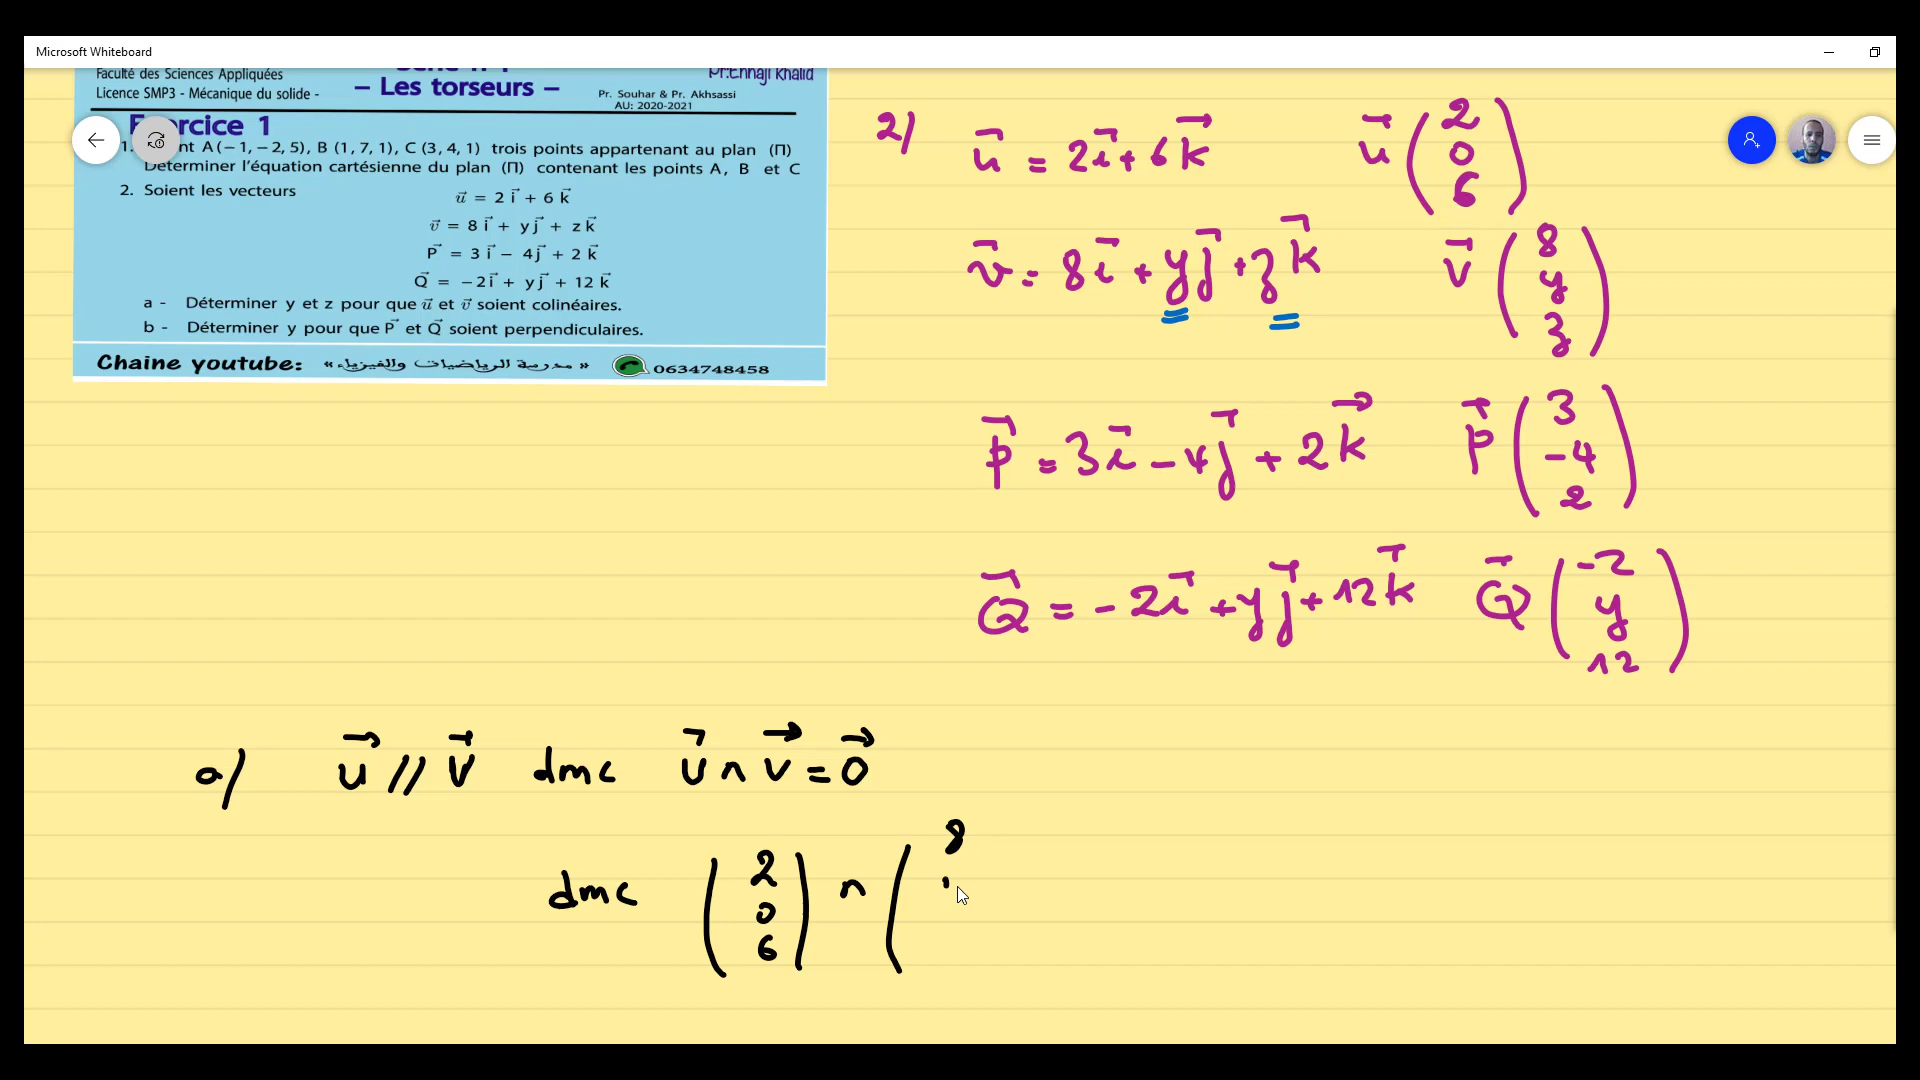 Microsoft Whiteboard
Faculté des Sciences Appliquées
Licence SMP3 - Mécanique du solide -
– Les torseurs –
Pr.Ennaji Khalid
Pr. Souhar & Pr. Akhsassi
AU: 2020-2021
Exercice 1
A(−1, −2, 5), B (1, 7, 1), C (3, 4, 1) trois points appartenant au plan (Π)
Déterminer l'équation cartésienne du plan (Π) contenant les points A, B et C
2. Soient les vecteurs
u⃗ = 2 i⃗ + 6 k⃗
v⃗ = 8 i⃗ + y j⃗ + z k⃗
P⃗ = 3 i⃗ − 4 j⃗ + 2 k⃗
Q⃗ = −2 i⃗ + y j⃗ + 12 k⃗
a - Déterminer y et z pour que u⃗ et v⃗ soient colinéaires.
b - Déterminer y pour que P⃗ et Q⃗ soient perpendiculaires.
Chaine youtube: «مدرسة الرياضيات والفيزياء» 0634748458
2/ u⃗ = 2i⃗ + 6k⃗ u⃗ (2 0 6)
v⃗ = 8i⃗ + yj⃗ + zk⃗ v⃗ (8 y z)
p⃗ = 3i⃗ − 4j⃗ + 2k⃗ p⃗ (3 −4 2)
Q⃗ = −2i⃗ + yj⃗ + 12k⃗ Q⃗ (−2 y 12)
a/ u⃗ // v⃗ dmc u⃗ ∧ v⃗ = 0⃗
dmc (2 0 6) ∧ (8